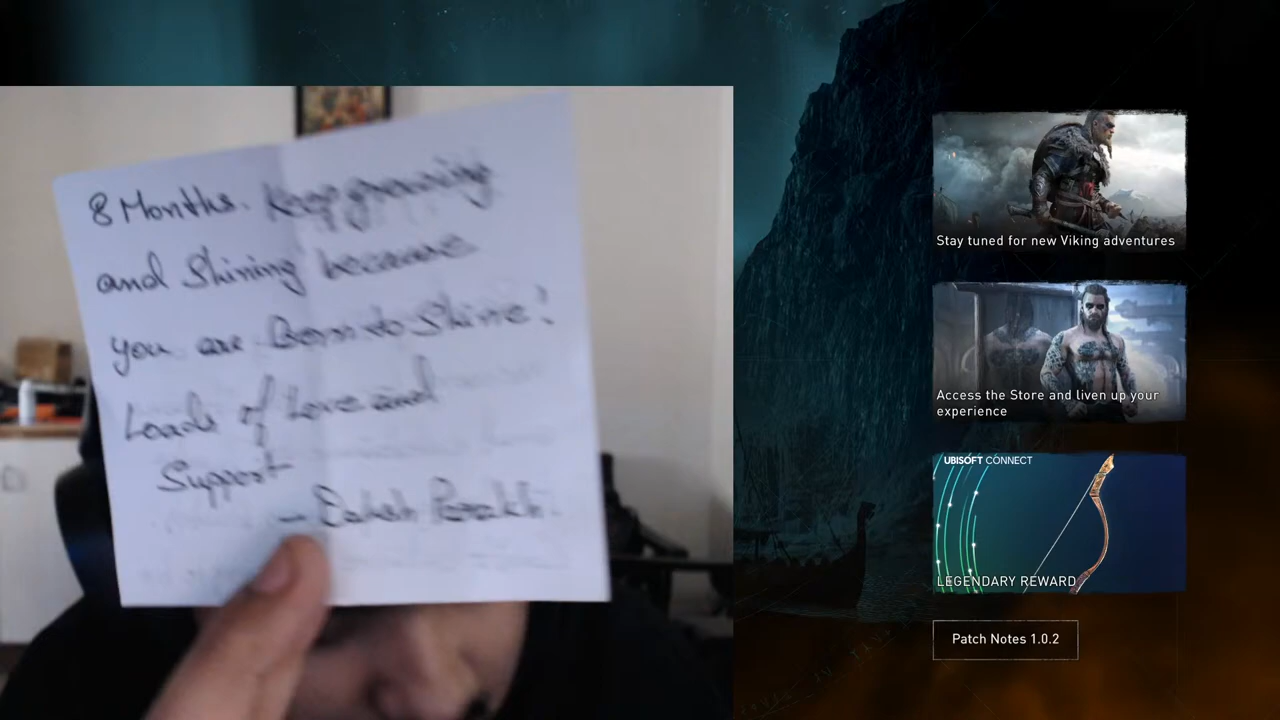 8 Months. Keep growing
and Shining because
you are Born to Shine!
Loads of Love and
Support
Stay tuned for new Viking adventures
Access the Store and liven up your
experience
UBISOFT CONNECT
LEGENDARY REWARD
Patch Notes 1.0.2